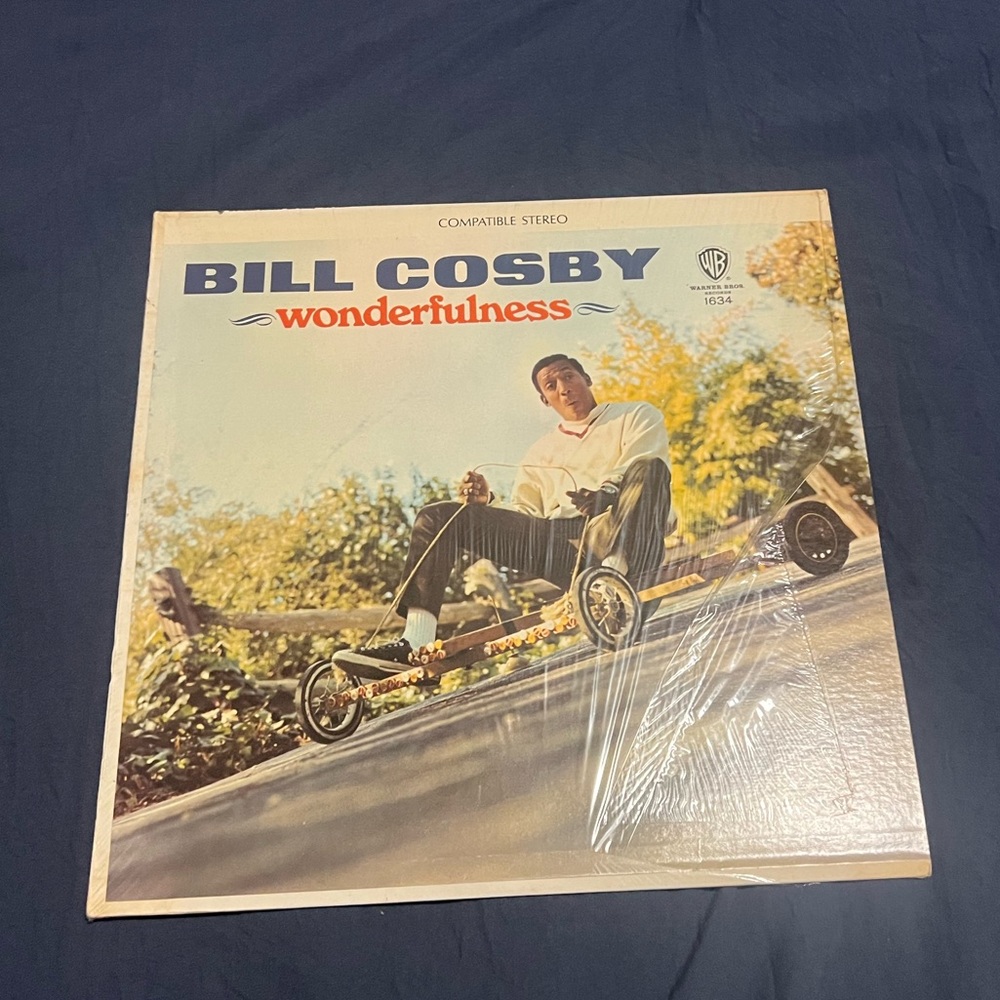 COMPATIBLE STEREO
BILL COSBY
wonderfulness
WB
WARNER BROS.
RECORDS
1634